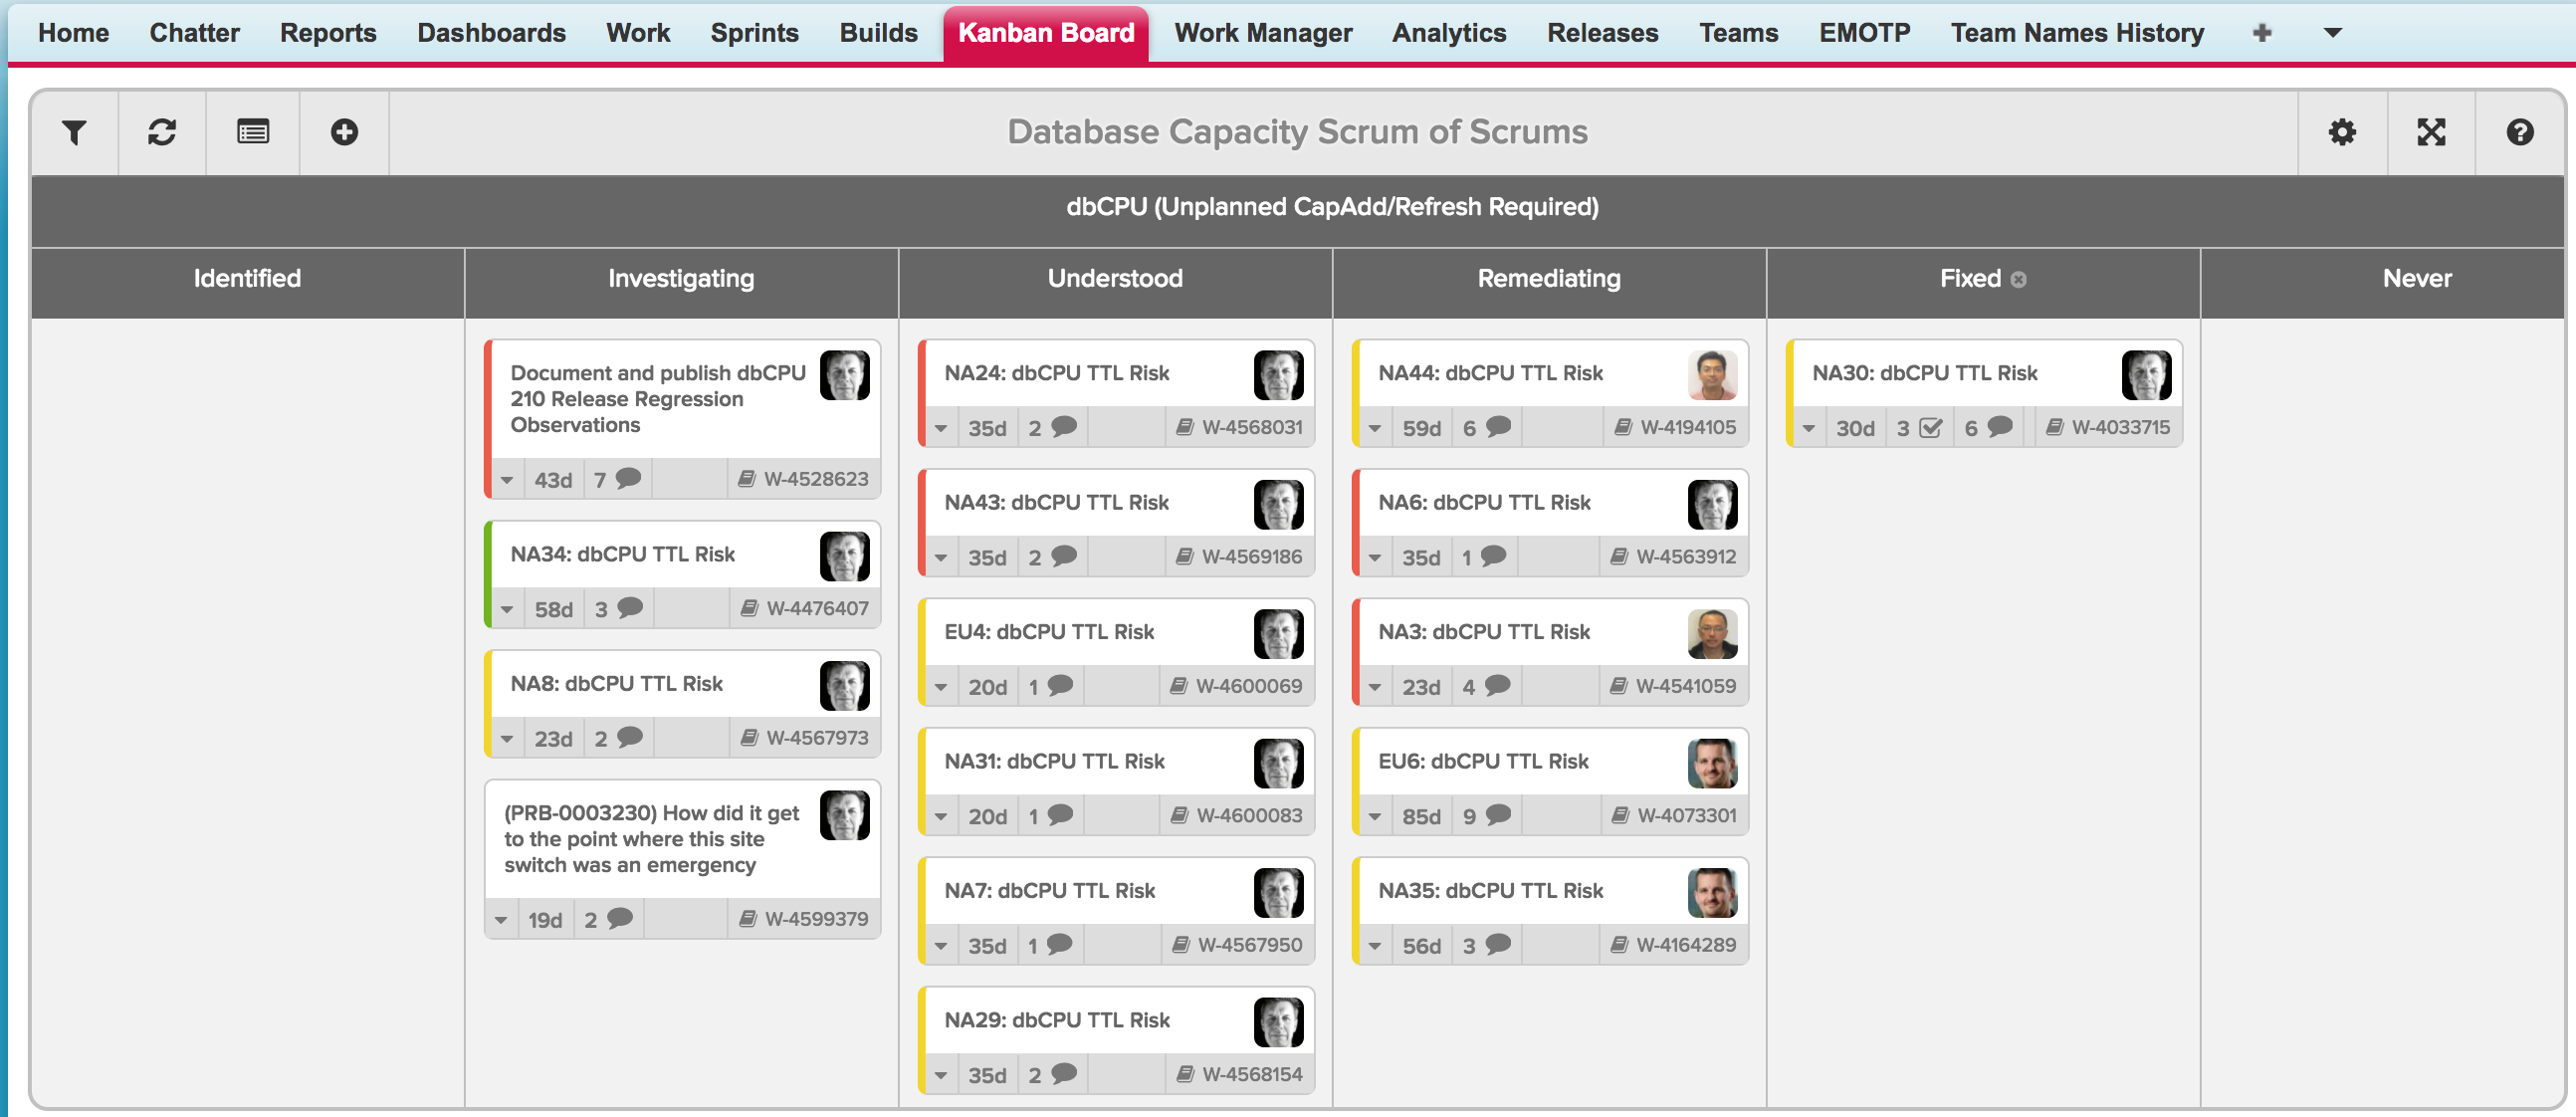 Home Chatter Reports Dashboards Work Sprints Builds Kanban Board Work Manager Analytics Releases Teams EMOTP Team Names History
Database Capacity Scrum of Scrums
dbCPU (Unplanned CapAdd/Refresh Required)
Identified Investigating Understood Remediating Fixed Never
Document and publish dbCPU
210 Release Regression
Observations
43d 7 W-4528623
NA34: dbCPU TTL Risk
58d 3 W-4476407
NA8: dbCPU TTL Risk
23d 2 W-4567973
(PRB-0003230) How did it get
to the point where this site
switch was an emergency
19d 2 W-4599379
NA24: dbCPU TTL Risk
35d 2 W-4568031
NA43: dbCPU TTL Risk
35d 2 W-4569186
EU4: dbCPU TTL Risk
20d 1 W-4600069
NA31: dbCPU TTL Risk
20d 1 W-4600083
NA7: dbCPU TTL Risk
35d 1 W-4567950
NA29: dbCPU TTL Risk
35d 2 W-4568154
NA44: dbCPU TTL Risk
59d 6 W-4194105
NA6: dbCPU TTL Risk
35d 1 W-4563912
NA3: dbCPU TTL Risk
23d 4 W-4541059
EU6: dbCPU TTL Risk
85d 9 W-4073301
NA35: dbCPU TTL Risk
56d 3 W-4164289
NA30: dbCPU TTL Risk
30d 3 6 W-4033715